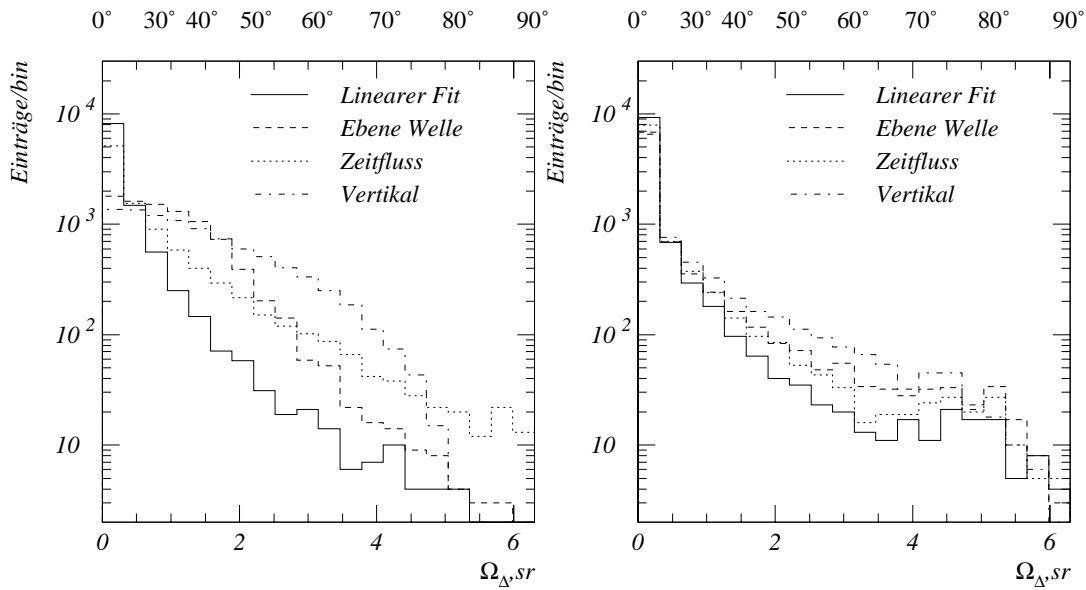 0° 30° 40° 50° 60° 70° 80° 90°
Einträge/bin
10^4
10^3
10^2
10
Linearer Fit
Ebene Welle
Zeitfluss
Vertikal
0 2 4 6
Ω_Δ,sr
0° 30° 40° 50° 60° 70° 80° 90°
Einträge/bin
10^4
10^3
10^2
10
Linearer Fit
Ebene Welle
Zeitfluss
Vertikal
0 2 4 6
Ω_Δ,sr